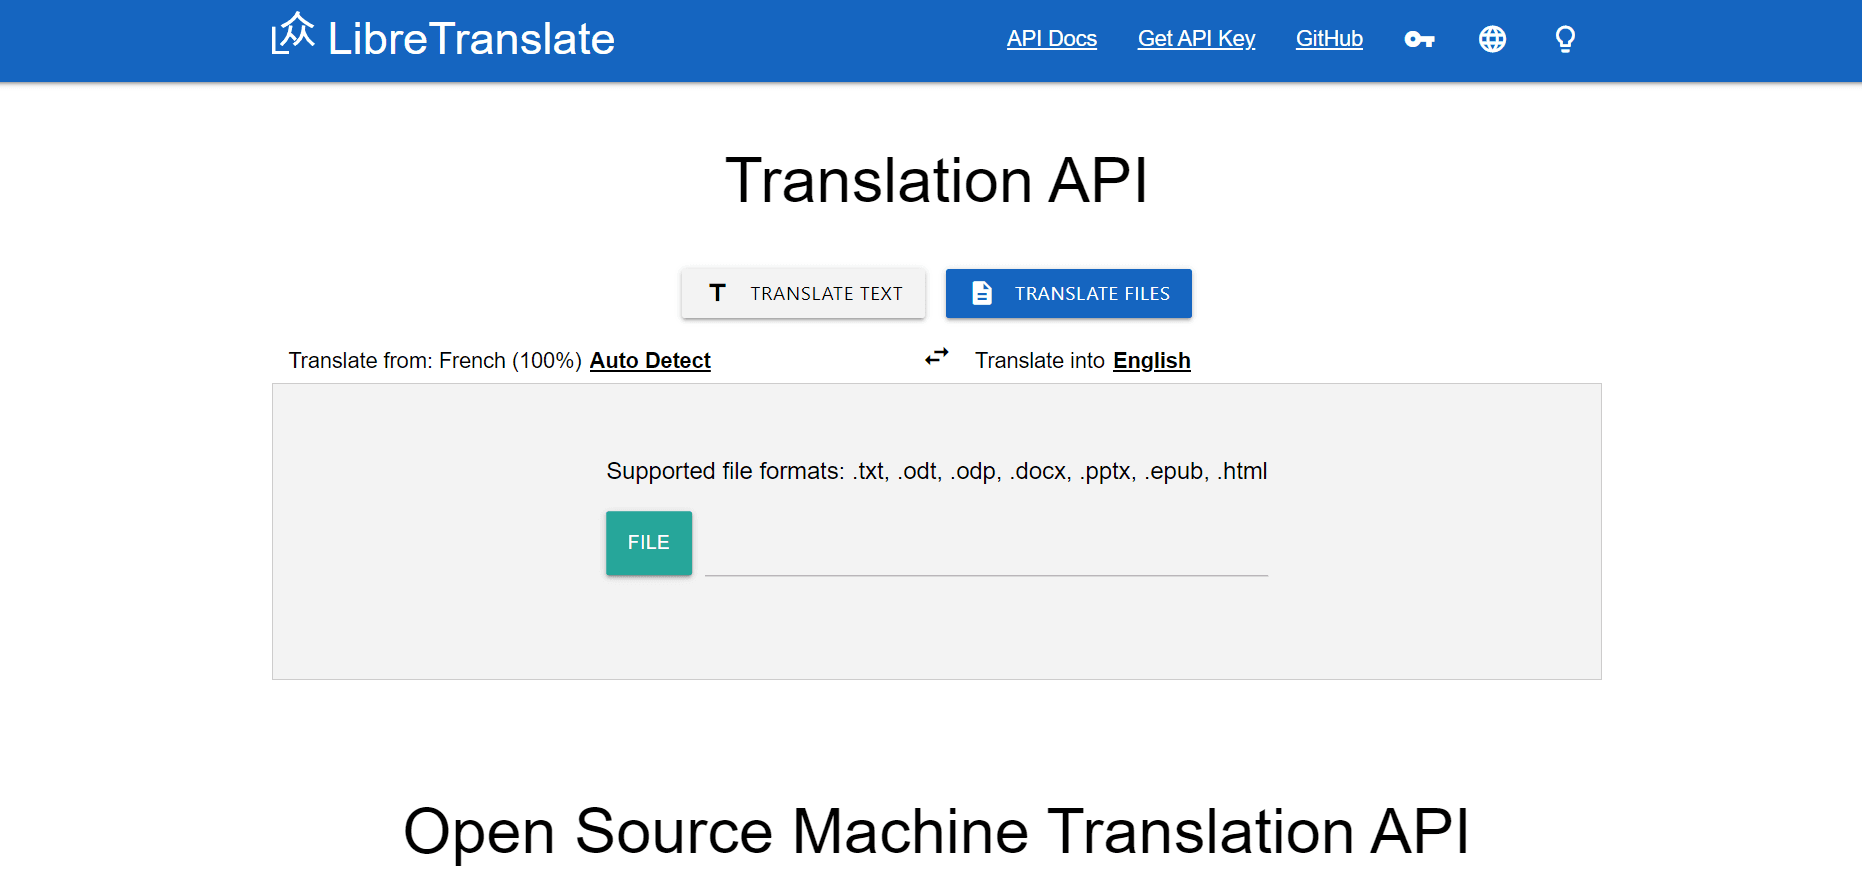 LibreTranslate
API Docs Get API Key GitHub
Translation API
TRANSLATE TEXT TRANSLATE FILES
Translate from: French (100%) Auto Detect Translate into English
Supported file formats: .txt, .odt, .odp, .docx, .pptx, .epub, .html
FILE
Open Source Machine Translation API